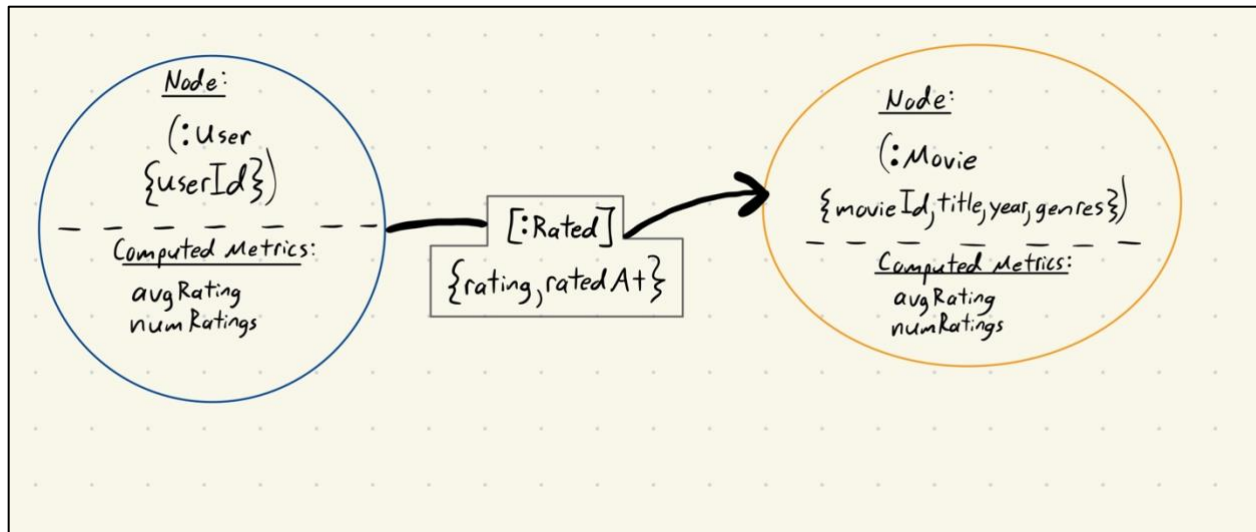 Node:
(:User
{userId})
Computed Metrics:
avgRating
numRatings
[:Rated]
{rating, ratedAt}
Node:
(:Movie
{movieId, title, year, genres})
Computed Metrics:
avgRating
numRatings